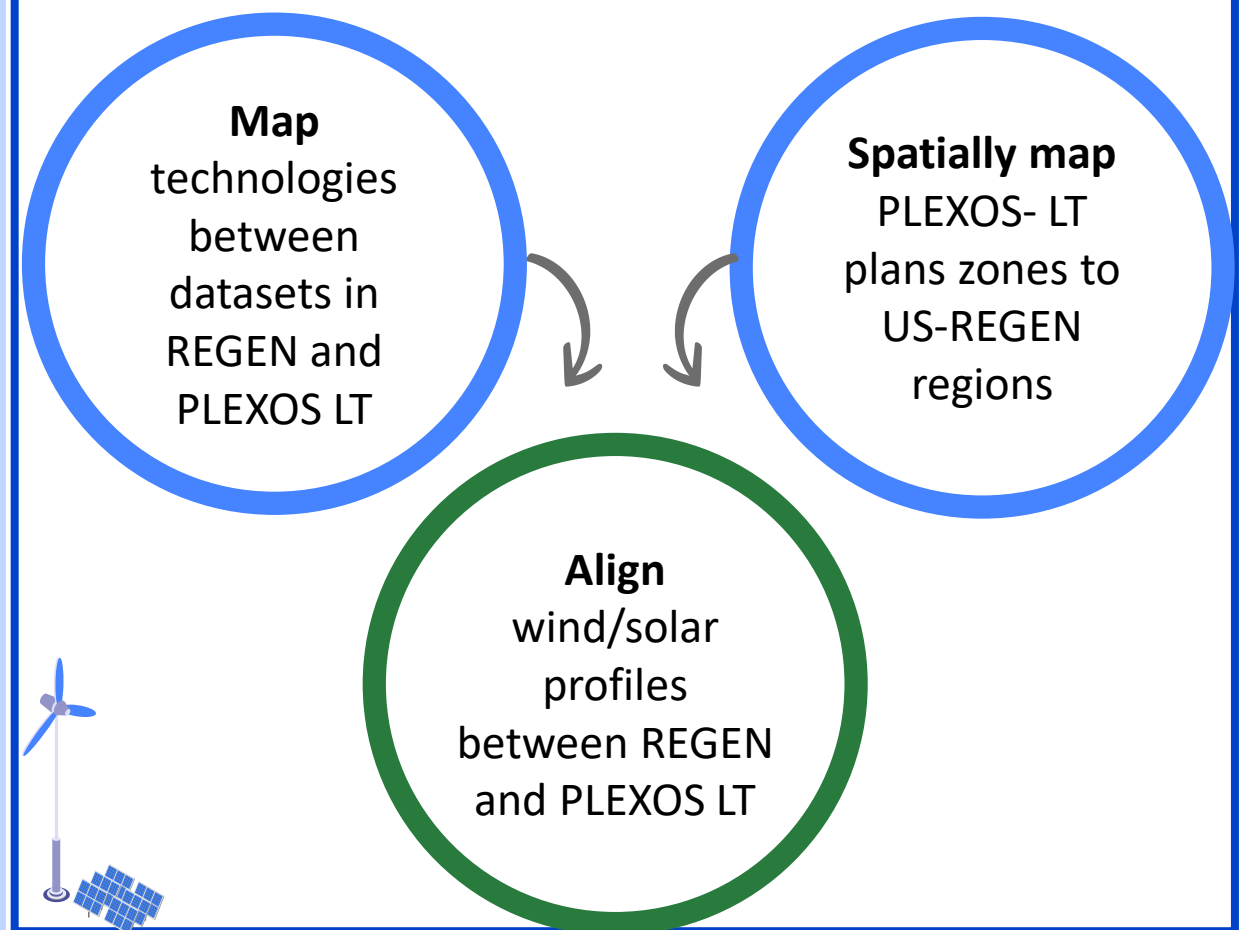 Map
technologies
between
datasets in
REGEN and
PLEXOS LT
Spatially map
PLEXOS- LT
plans zones to
US-REGEN
regions
Align
wind/solar
profiles
between REGEN
and PLEXOS LT